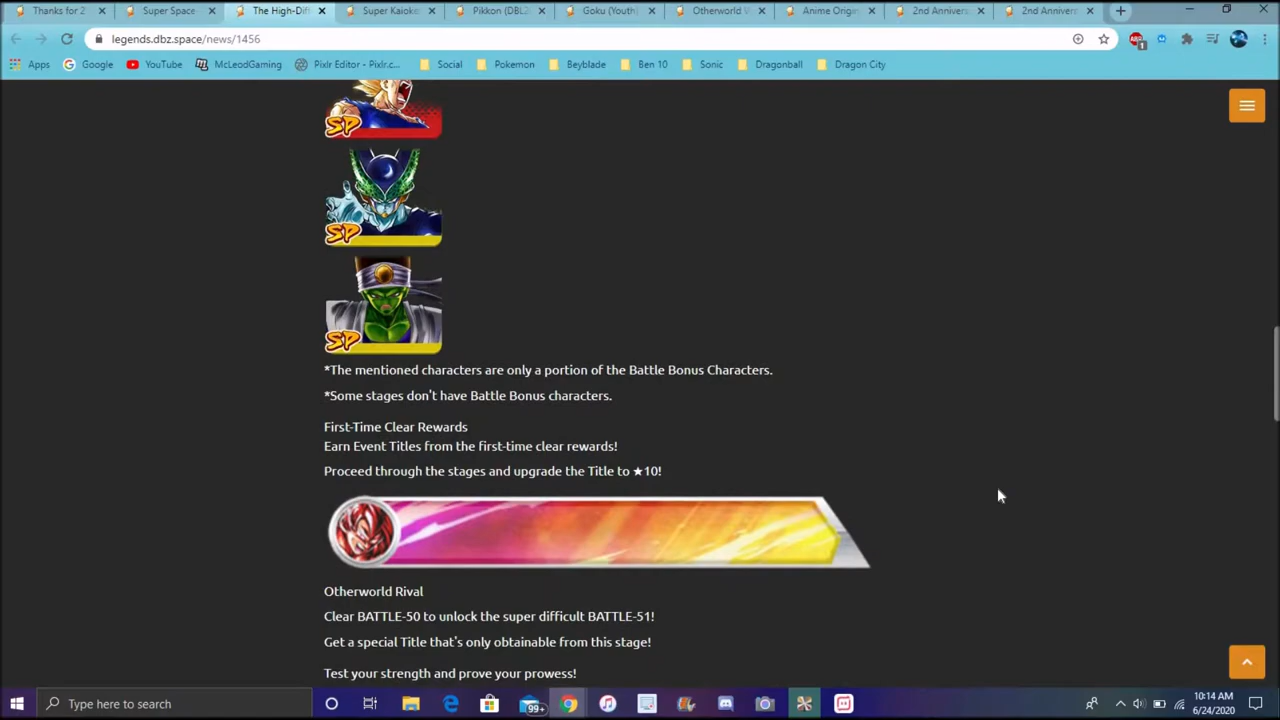 Thanks for 2
Super Space
The High-Diff
Super Kaioke
Pikkon (DBL2
Goku (Youth)
Otherworld W
Anime Origin
2nd Annivers
2nd Annivers
legends.dbz.space/news/1456
Apps
Google
YouTube
McLeodGaming
Pixlr Editor - Pixlr.c...
Social
Pokemon
Beyblade
Ben 10
Sonic
Dragonball
Dragon City
SP
SP
SP
*The mentioned characters are only a portion of the Battle Bonus Characters.
*Some stages don't have Battle Bonus characters.
First-Time Clear Rewards
Earn Event Titles from the first-time clear rewards!
Proceed through the stages and upgrade the Title to ★10!
Otherworld Rival
Clear BATTLE-50 to unlock the super difficult BATTLE-51!
Get a special Title that's only obtainable from this stage!
Test your strength and prove your prowess!
Type here to search
99+
10:14 AM
6/24/2020